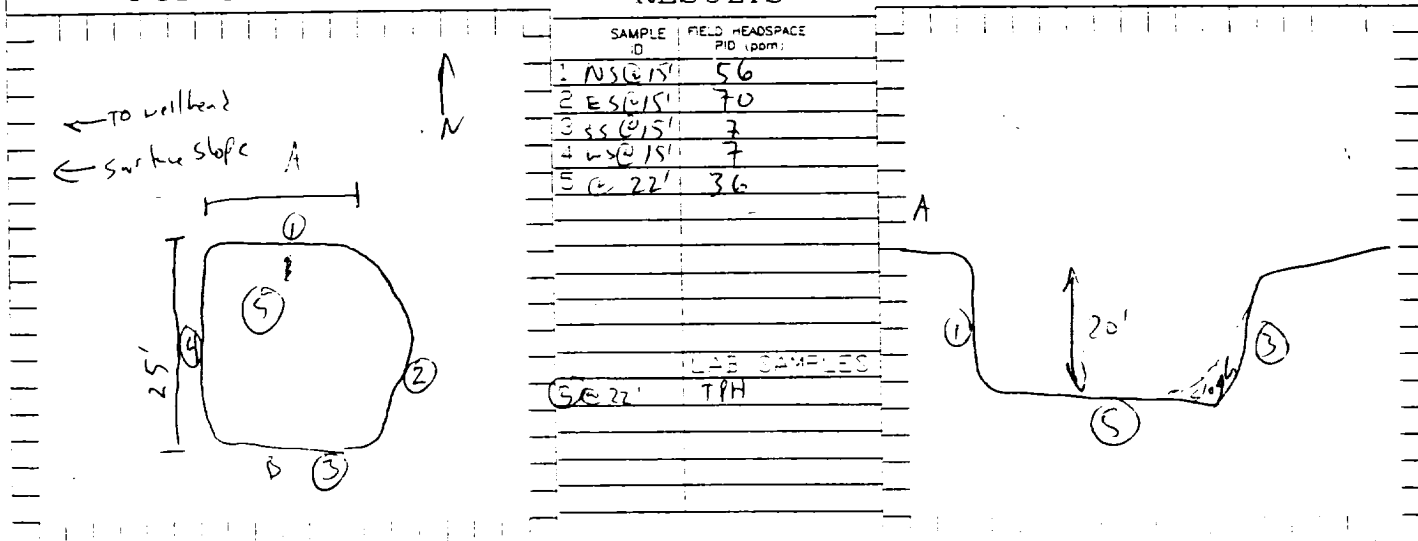 RESULTS
← TO wellhead
← Surface Slope
N
A
①
⑤
④
25'
②
B ③
SAMPLE ID FIELD HEADSPACE PID (ppm)
1 NS@15' 56
2 ES@15' 70
3 SS@15' 7
4 WS@15' 7
5 @ 22' 36
LAB SAMPLES
⑤@22' TPH
A
①
20'
③
slough
⑤